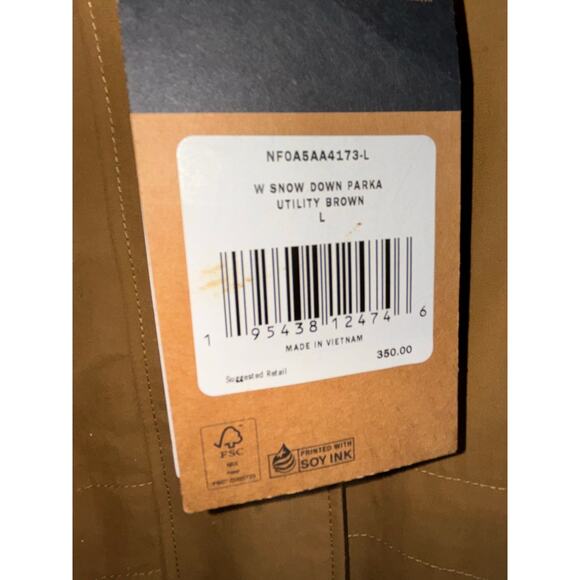 NF0A5AA4173-L
W SNOW DOWN PARKA
UTILITY BROWN
L
1 95438 12474 6
MADE IN VIETNAM
Suggested Retail 350.00
FSC
MIX
PRINTED WITH
SOY INK